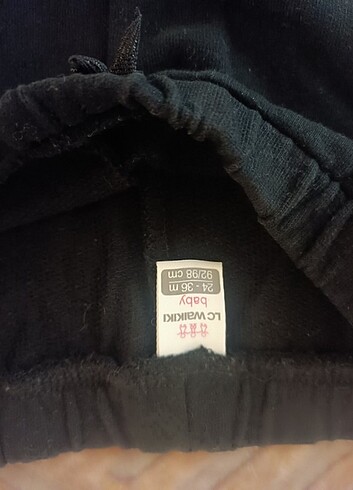 LC WAIKIKI
baby
24 - 36 m
92/98 cm